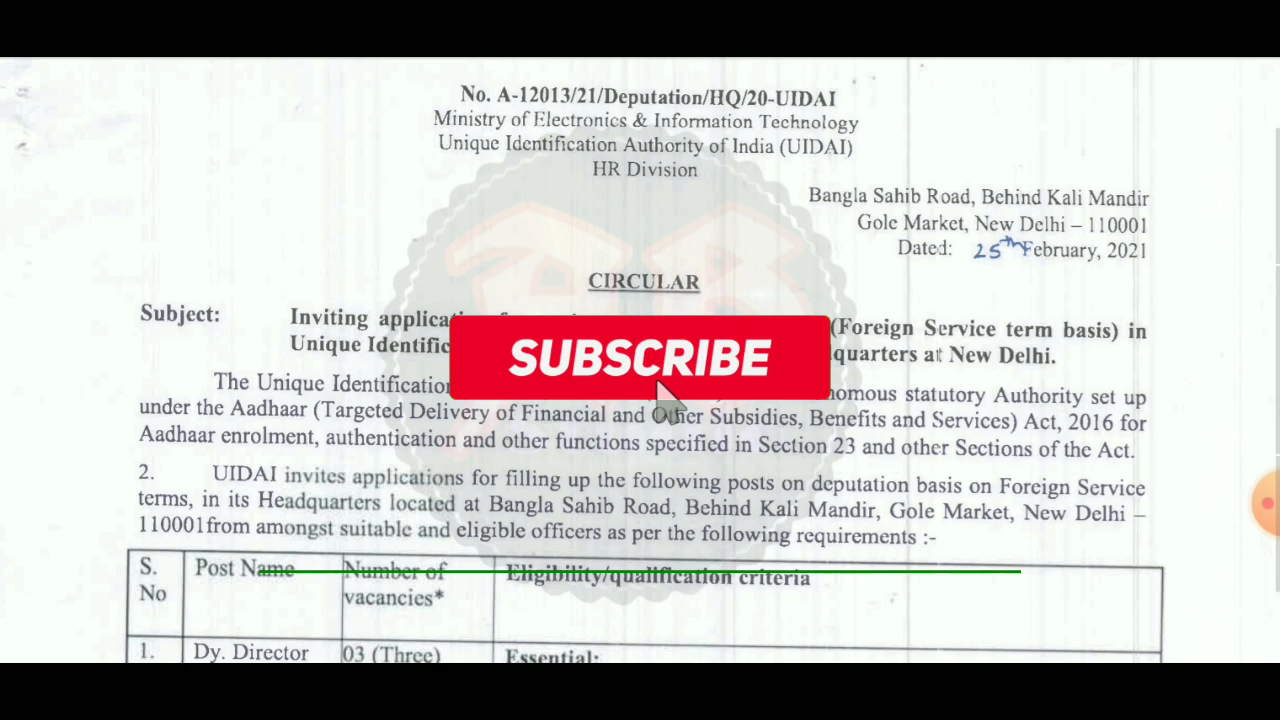 No. A-12013/21/Deputation/HQ/20-UIDAI
Ministry of Electronics & Information Technology
Unique Identification Authority of India (UIDAI)
HR Division
Bangla Sahib Road, Behind Kali Mandir
Gole Market, New Delhi – 110001
Dated: 25th February, 2021
CIRCULAR
Subject: Inviting (Foreign Service term basis) in
Unique at New Delhi.
SUBSCRIBE
The Unique Identification statutory Authority set up
under the Aadhaar (Targeted Delivery of Financial and Other Subsidies, Benefits and Services) Act, 2016 for
Aadhaar enrolment, authentication and other functions specified in Section 23 and other Sections of the Act.
2. UIDAI invites applications for filling up the following posts on deputation basis on Foreign Service
terms, in its Headquarters located at Bangla Sahib Road, Behind Kali Mandir, Gole Market, New Delhi –
110001from amongst suitable and eligible officers as per the following requirements :-
S. No Post Name Number of vacancies* Eligibility/qualification criteria
1. Dy. Director 03 (Three) Essential: